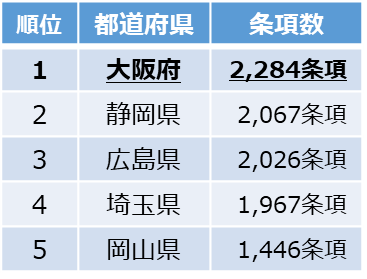 順位 都道府県 条項数
1 大阪府 2,284条項
2 静岡県 2,067条項
3 広島県 2,026条項
4 埼玉県 1,967条項
5 岡山県 1,446条項